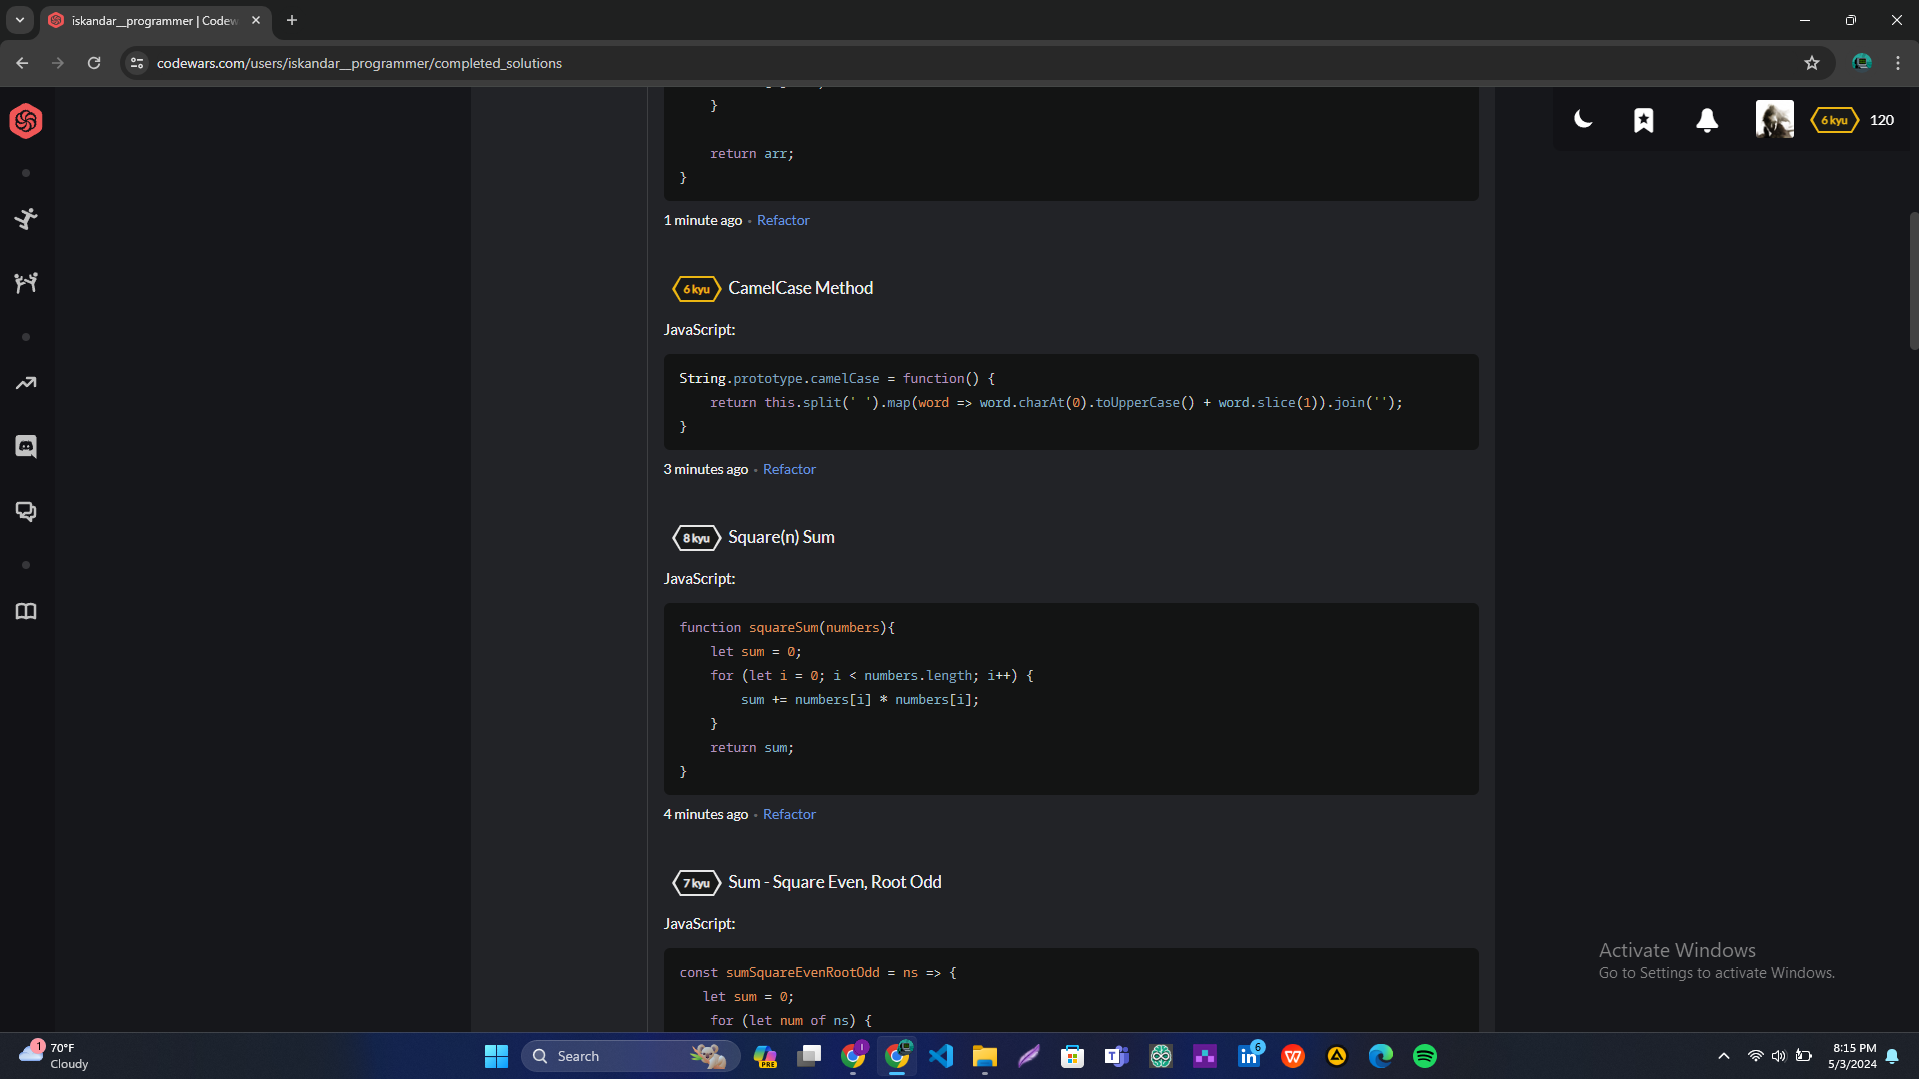 iskandar__programmer | Codew
codewars.com/users/iskandar__programmer/completed_solutions
6 kyu
120
}
return arr;
}
1 minute ago • Refactor
6 kyu CamelCase Method
JavaScript:
String.prototype.camelCase = function() {
return this.split(' ').map(word => word.charAt(0).toUpperCase() + word.slice(1)).join('');
}
3 minutes ago • Refactor
8 kyu Square(n) Sum
JavaScript:
function squareSum(numbers){
let sum = 0;
for (let i = 0; i < numbers.length; i++) {
sum += numbers[i] * numbers[i];
}
return sum;
}
4 minutes ago • Refactor
7 kyu Sum - Square Even, Root Odd
JavaScript:
const sumSquareEvenRootOdd = ns => {
let sum = 0;
for (let num of ns) {
Activate Windows
Go to Settings to activate Windows.
1
70°F
Cloudy
Search
PRE
I
T
in
6
W
8:15 PM
5/3/2024